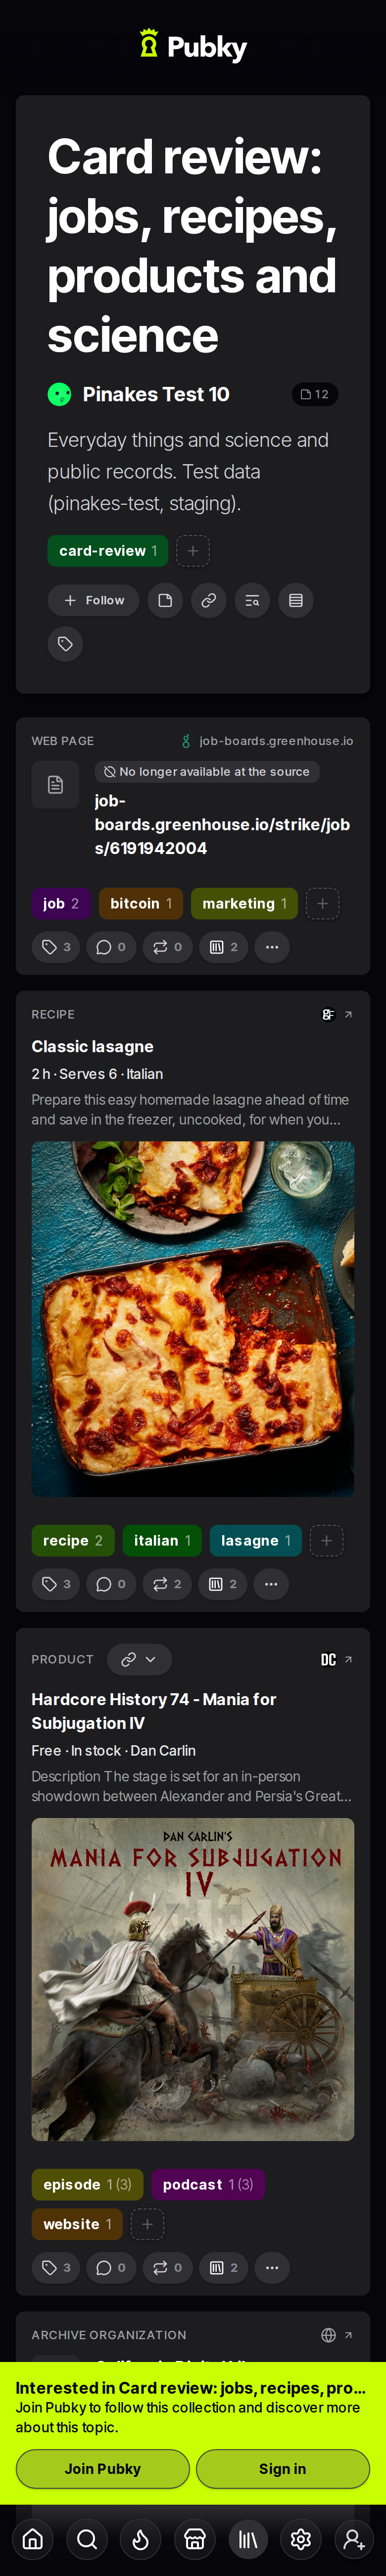 Pubky
Card review:
jobs, recipes,
products and
science
Pinakes Test 10
12
Everyday things and science and
public records. Test data
(pinakes-test, staging).
card-review 1
Follow
WEB PAGE
job-boards.greenhouse.io
No longer available at the source
job-
boards.greenhouse.io/strike/job
s/6191942004
job 2
bitcoin 1
marketing 1
3
0
0
2
RECIPE
gf
Classic lasagne
2 h · Serves 6 · Italian
Prepare this easy homemade lasagne ahead of time
and save in the freezer, uncooked, for when you...
recipe 2
italian 1
lasagne 1
3
0
2
2
PRODUCT
DC
Hardcore History 74 - Mania for
Subjugation IV
Free · In stock · Dan Carlin
Description The stage is set for an in-person
showdown between Alexander and Persia's Great...
DAN CARLIN'S
MANIA FOR SUBJUGATION
IV
episode 1 (3)
podcast 1 (3)
website 1
3
0
0
2
ARCHIVE ORGANIZATION
Interested in Card review: jobs, recipes, pro...
Join Pubky to follow this collection and discover more
about this topic.
Join Pubky
Sign in